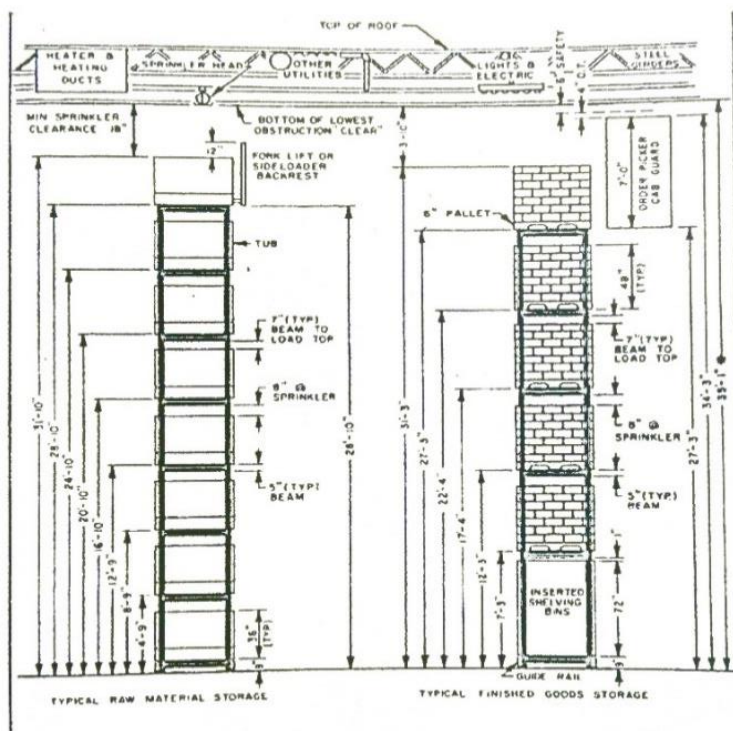 TOP OF ROOF
HEATER &
HEATING
DUCTS
SPRINKLER HEAD
OTHER
UTILITIES
LIGHTS &
ELECTRIC
SAFETY
4" O.T.
STEEL
GIRDERS
MIN SPRINKLER
CLEARANCE 18"
BOTTOM OF LOWEST
OBSTRUCTION "CLEAR"
12"
FORK LIFT OR
SIDELOADER
BACKREST
3'-10"
7'-0"
ORDER PICKER
CAB GUARD
6" PALLET
TUB
48"
(TYP)
7" (TYP)
BEAM TO
LOAD TOP
7" (TYP)
BEAM TO
LOAD TOP
8" @
SPRINKLER
8" @
SPRINKLER
5" (TYP)
BEAM
5" (TYP)
BEAM
31'-10"
28'-10"
24'-10"
20'-10"
16'-10"
12'-9"
8'-9"
4'-9"
36"
(TYP)
9"
28'-10"
31'-3"
27'-3"
22'-4"
17'-4"
12'-3"
7'-3"
1"
72"
9"
27'-3"
34'-3"
35'-1"
INSERTED
SHELVING
BINS
GUIDE RAIL
TYPICAL RAW MATERIAL STORAGE
TYPICAL FINISHED GOODS STORAGE